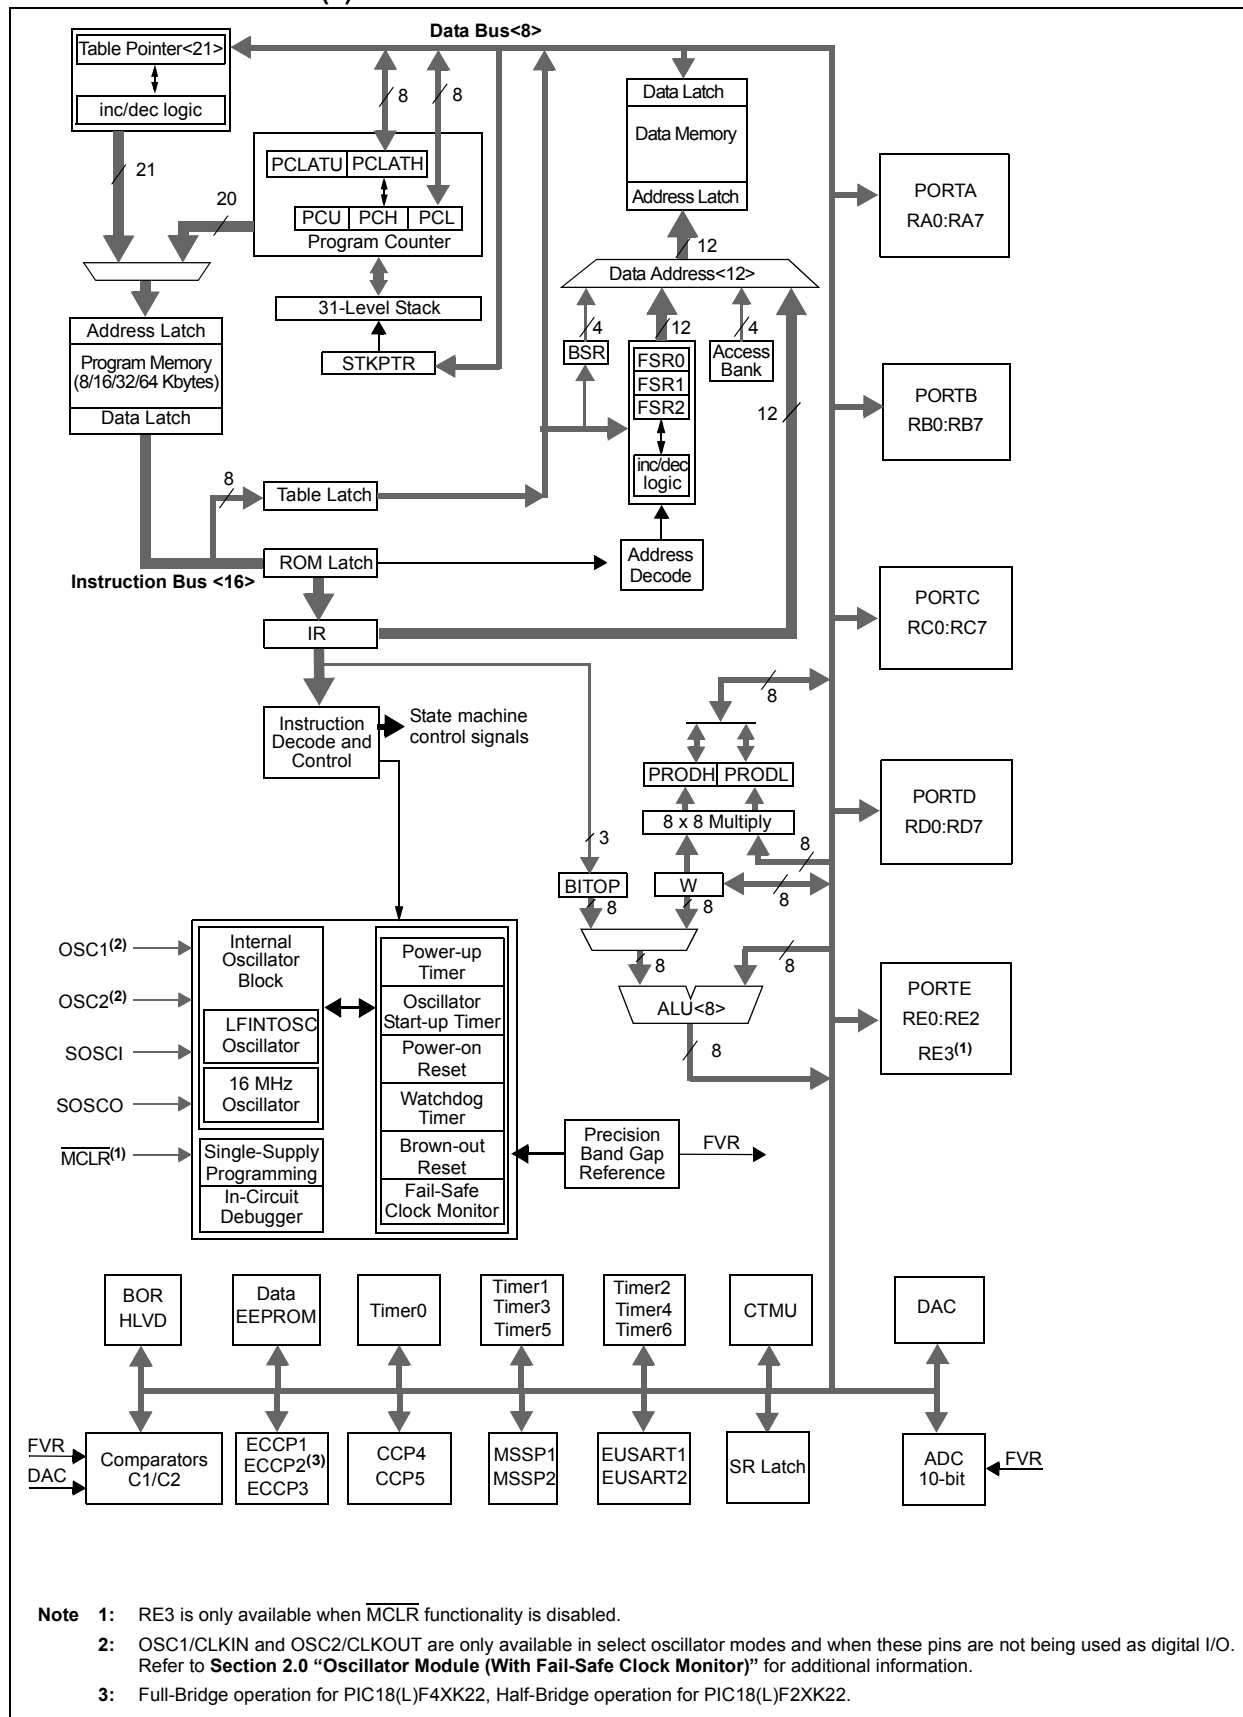 Data Bus<8>
Table Pointer<21>
inc/dec logic
21
20
8
8
PCLATU PCLATH
PCU PCH PCL
Program Counter
31-Level Stack
STKPTR
Data Latch
Data Memory
Address Latch
12
Data Address<12>
4
12
4
BSR
FSR0
FSR1
FSR2
inc/dec
logic
Access
Bank
12
Address
Decode
Address Latch
Program Memory
(8/16/32/64 Kbytes)
Data Latch
8
Table Latch
ROM Latch
Instruction Bus <16>
IR
Instruction
Decode and
Control
State machine
control signals
8
PRODH PRODL
8 x 8 Multiply
3
8
BITOP
W
8
8
8
8
8
ALU<8>
8
PORTA
RA0:RA7
PORTB
RB0:RB7
PORTC
RC0:RC7
PORTD
RD0:RD7
PORTE
RE0:RE2
RE3(1)
OSC1(2)
OSC2(2)
SOSCI
SOSCO
MCLR(1)
Internal
Oscillator
Block
LFINTOSC
Oscillator
16 MHz
Oscillator
Single-Supply
Programming
In-Circuit
Debugger
Power-up
Timer
Oscillator
Start-up Timer
Power-on
Reset
Watchdog
Timer
Brown-out
Reset
Fail-Safe
Clock Monitor
Precision
Band Gap
Reference
FVR
BOR
HLVD
Data
EEPROM
Timer0
Timer1
Timer3
Timer5
Timer2
Timer4
Timer6
CTMU
DAC
FVR
DAC
Comparators
C1/C2
ECCP1
ECCP2(3)
ECCP3
CCP4
CCP5
MSSP1
MSSP2
EUSART1
EUSART2
SR Latch
ADC
10-bit
FVR
Note 1: RE3 is only available when MCLR functionality is disabled.
2: OSC1/CLKIN and OSC2/CLKOUT are only available in select oscillator modes and when these pins are not being used as digital I/O.
Refer to Section 2.0 “Oscillator Module (With Fail-Safe Clock Monitor)” for additional information.
3: Full-Bridge operation for PIC18(L)F4XK22, Half-Bridge operation for PIC18(L)F2XK22.